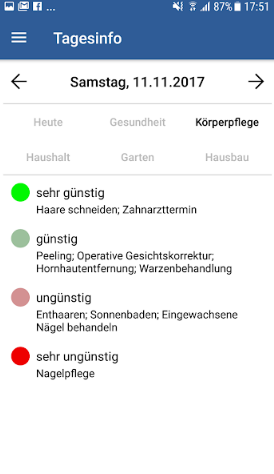 ... 87% 17:51
Tagesinfo
Samstag, 11.11.2017
Heute Gesundheit Körperpflege
Haushalt Garten Hausbau
sehr günstig
Haare schneiden; Zahnarzttermin
günstig
Peeling; Operative Gesichtskorrektur;
Hornhautentfernung; Warzenbehandlung
ungünstig
Enthaaren; Sonnenbaden; Eingewachsene
Nägel behandeln
sehr ungünstig
Nagelpflege